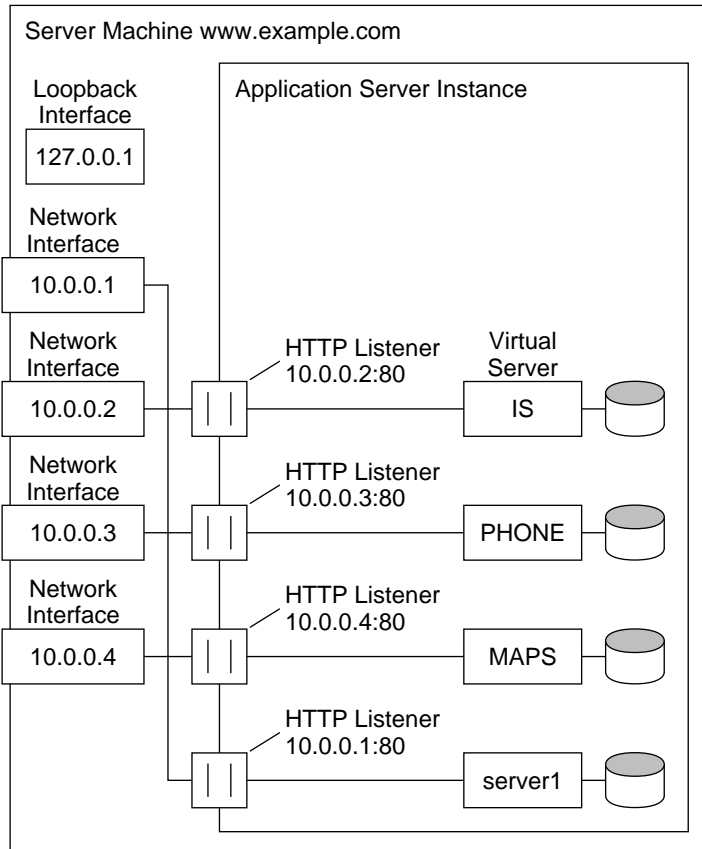 Server Machine www.example.com
Loopback
Interface
127.0.0.1
Application Server Instance
Network
Interface
10.0.0.1
Network
Interface
10.0.0.2
HTTP Listener
10.0.0.2:80
Virtual
Server
IS
Network
Interface
10.0.0.3
HTTP Listener
10.0.0.3:80
PHONE
Network
Interface
10.0.0.4
HTTP Listener
10.0.0.4:80
MAPS
HTTP Listener
10.0.0.1:80
server1